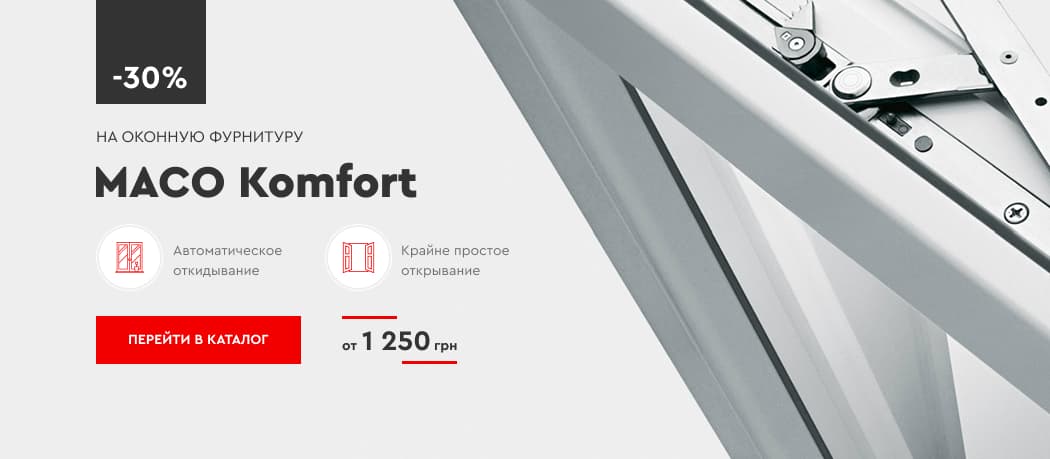 -30%
НА ОКОННУЮ ФУРНИТУРУ
MACO Komfort
Автоматическое
откидывание
Крайне простое
открывание
ПЕРЕЙТИ В КАТАЛОГ
от 1 250 грн